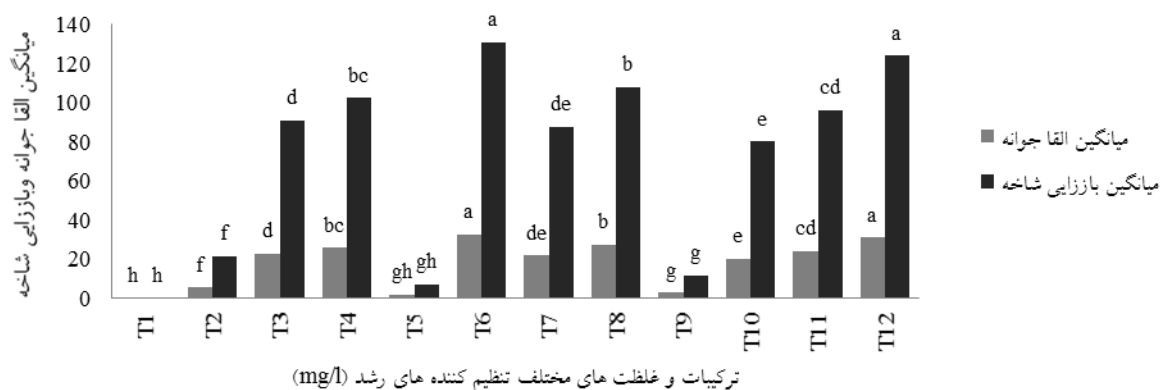 میانگین القا جوانه وباززایی شاخه
140
120
100
80
60
40
20
0
h h
f f
d d
bc bc
gh gh
a a
de de
b b
g g
e e
cd cd
a a
T1 T2 T3 T4 T5 T6 T7 T8 T9 T10 T11 T12
ترکیبات و غلظت های مختلف تنظیم کننده های رشد (mg/l)
میانگین القا جوانه
میانگین باززایی شاخه